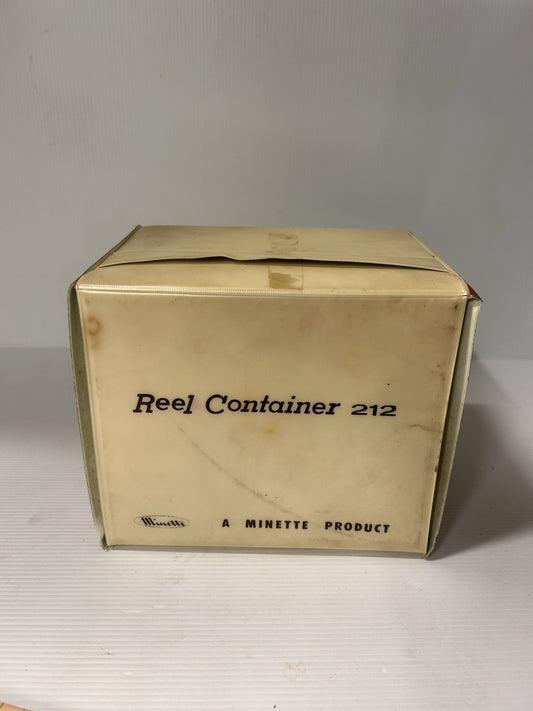 Reel Container 212
Minette
A MINETTE PRODUCT